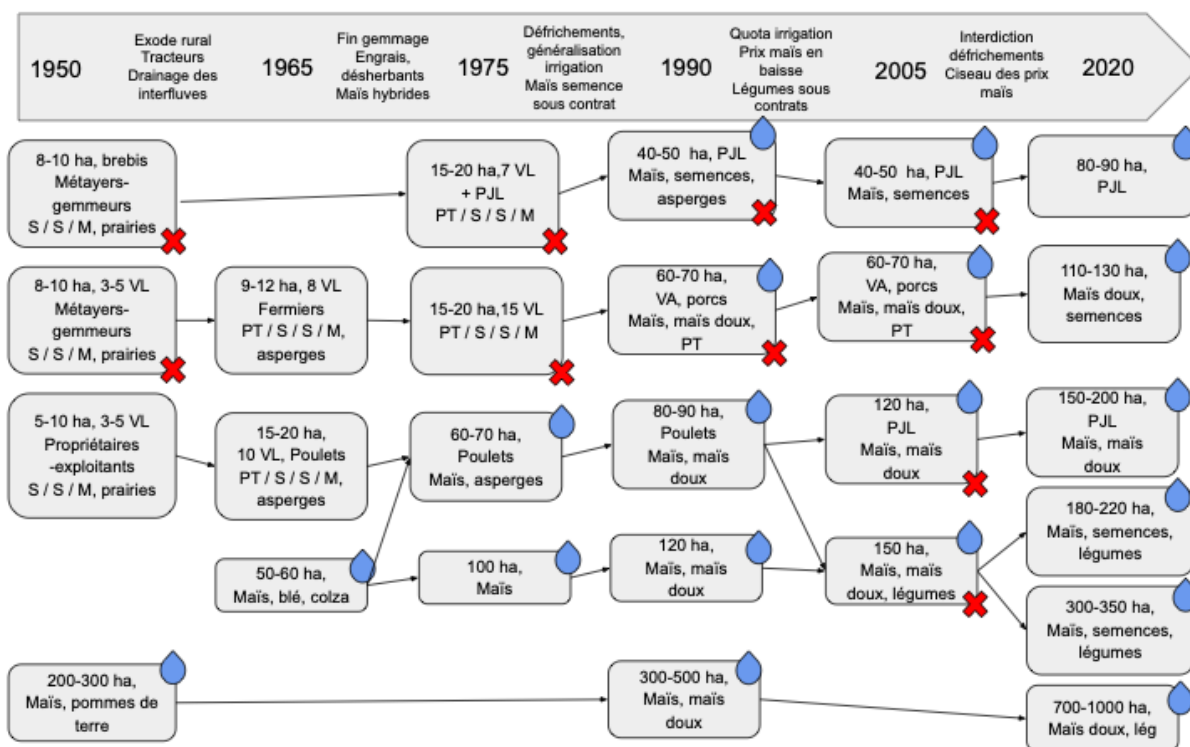 1950
Exode rural
Tracteurs
Drainage des
interfluves
1965
Fin gemmage
Engrais,
désherbants
Maïs hybrides
1975
Défrichements,
généralisation
irrigation
Maïs semence
sous contrat
1990
Quota irrigation
Prix maïs en
baisse
Légumes sous
contrats
2005
Interdiction
défrichements
Ciseau des prix
maïs
2020
8-10 ha, brebis
Métayers-
gemmeurs
S / S / M, prairies
15-20 ha,7 VL
+ PJL
PT / S / S / M
40-50 ha, PJL
Maïs, semences,
asperges
40-50 ha, PJL
Maïs, semences
80-90 ha,
PJL
8-10 ha, 3-5 VL
Métayers-
gemmeurs
S / S / M, prairies
9-12 ha, 8 VL
Fermiers
PT / S / S / M,
asperges
15-20 ha,15 VL
PT / S / S / M
60-70 ha,
VA, porcs
Maïs, maïs doux,
PT
60-70 ha,
VA, porcs
Maïs, maïs doux,
PT
110-130 ha,
Maïs doux,
semences
5-10 ha, 3-5 VL
Propriétaires
-exploitants
S / S / M, prairies
15-20 ha,
10 VL, Poulets
PT / S / S / M,
asperges
60-70 ha,
Poulets
Maïs, asperges
80-90 ha,
Poulets
Maïs, maïs
doux
120 ha,
PJL
Maïs, maïs
doux
150-200 ha,
PJL
Maïs, maïs
doux
50-60 ha,
Maïs, blé, colza
100 ha,
Maïs
120 ha,
Maïs, maïs
doux
150 ha,
Maïs, maïs
doux, légumes
180-220 ha,
Maïs, semences,
légumes
300-350 ha,
Maïs, semences,
légumes
200-300 ha,
Maïs, pommes de
terre
300-500 ha,
Maïs, maïs
doux
700-1000 ha,
Maïs doux, lég